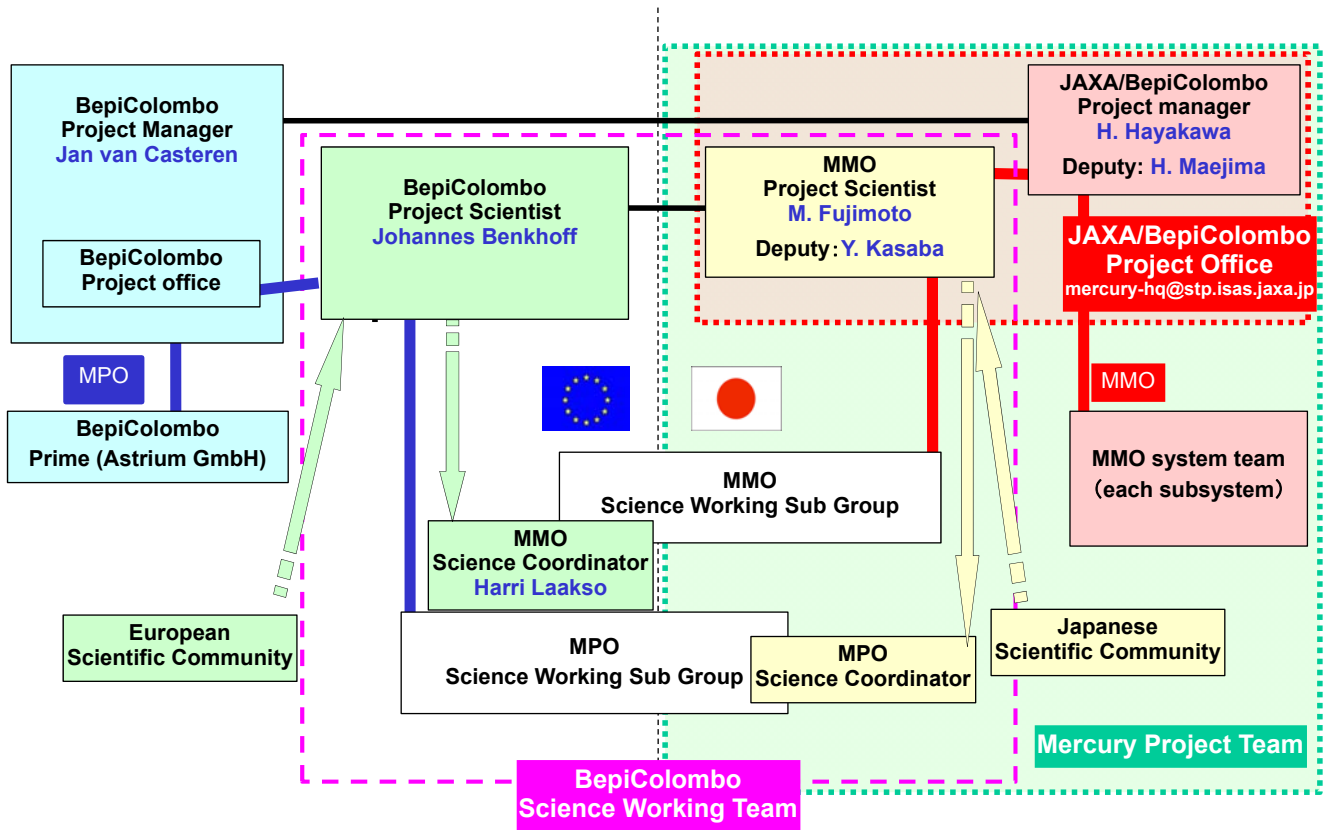 BepiColombo
Project Manager
Jan van Casteren
BepiColombo
Project office
MPO
BepiColombo
Prime (Astrium GmbH)
BepiColombo
Project Scientist
Johannes Benkhoff
MMO
Project Scientist
M. Fujimoto
Deputy：Y. Kasaba
JAXA/BepiColombo
Project manager
H. Hayakawa
Deputy: H. Maejima
JAXA/BepiColombo
Project Office
mercury-hq@stp.isas.jaxa.jp
MMO
MMO system team
（each subsystem）
MMO
Science Working Sub Group
MMO
Science Coordinator
Harri Laakso
European
Scientific Community
MPO
Science Working Sub Group
MPO
Science Coordinator
Japanese
Scientific Community
Mercury Project Team
BepiColombo
Science Working Team